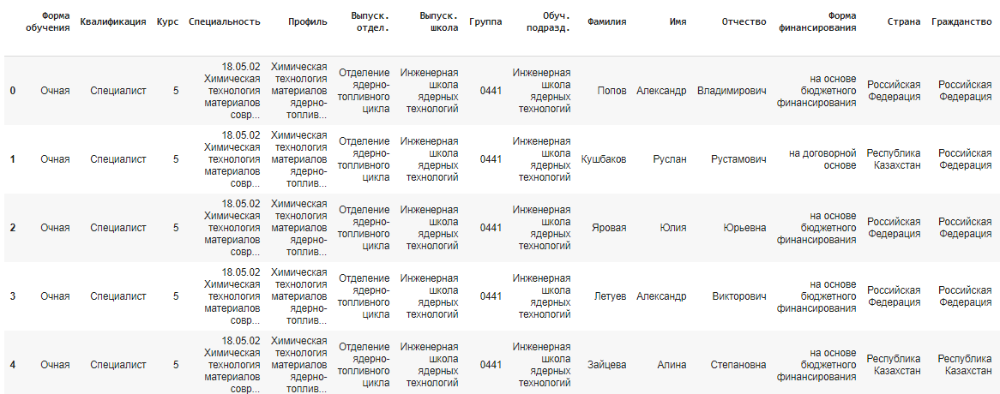 Форма обучения Квалификация Курс Специальность Профиль Выпуск. отдел. Выпуск. школа Группа Обуч. подразд. Фамилия Имя Отчество Форма финансирования Страна Гражданство
0 Очная Специалист 5 18.05.02 Химическая технология материалов совр... Химическая технология материалов ядерно-топлив... Отделение ядерно-топливного цикла Инженерная школа ядерных технологий 0441 Инженерная школа ядерных технологий Попов Александр Владимирович на основе бюджетного финансирования Российская Федерация Российская Федерация
1 Очная Специалист 5 18.05.02 Химическая технология материалов совр... Химическая технология материалов ядерно-топлив... Отделение ядерно-топливного цикла Инженерная школа ядерных технологий 0441 Инженерная школа ядерных технологий Кушбаков Руслан Рустамович на договорной основе Республика Казахстан Российская Федерация
2 Очная Специалист 5 18.05.02 Химическая технология материалов совр... Химическая технология материалов ядерно-топлив... Отделение ядерно-топливного цикла Инженерная школа ядерных технологий 0441 Инженерная школа ядерных технологий Яровая Юлия Юрьевна на основе бюджетного финансирования Российская Федерация Российская Федерация
3 Очная Специалист 5 18.05.02 Химическая технология материалов совр... Химическая технология материалов ядерно-топлив... Отделение ядерно-топливного цикла Инженерная школа ядерных технологий 0441 Инженерная школа ядерных технологий Летуев Александр Викторович на основе бюджетного финансирования Российская Федерация Российская Федерация
4 Очная Специалист 5 18.05.02 Химическая технология материалов совр... Химическая технология материалов ядерно-топлив... Отделение ядерно-топливного цикла Инженерная школа ядерных технологий 0441 Инженерная школа ядерных технологий Зайцева Алина Степановна на основе бюджетного финансирования Республика Казахстан Республика Казахстан